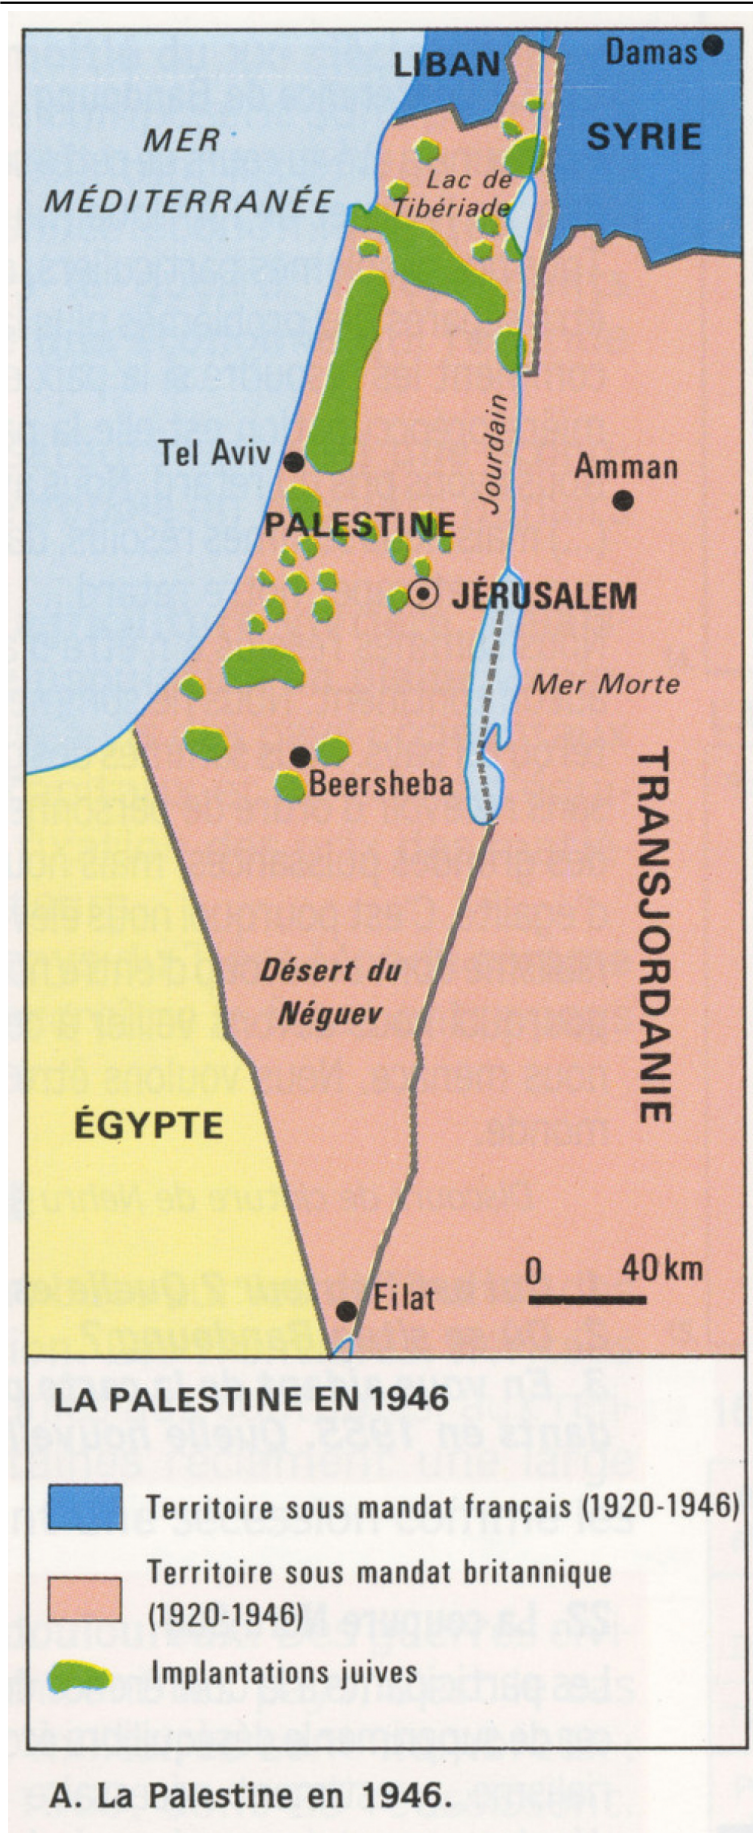 LIBAN
Damas
SYRIE
MER
MÉDITERRANÉE
Lac de
Tibériade
Tel Aviv
Jourdain
Amman
PALESTINE
JÉRUSALEM
Mer Morte
Beersheba
TRANSJORDANIE
Désert du
Néguev
ÉGYPTE
0 40 km
Eilat
LA PALESTINE EN 1946
Territoire sous mandat français (1920-1946)
Territoire sous mandat britannique
(1920-1946)
Implantations juives
A. La Palestine en 1946.